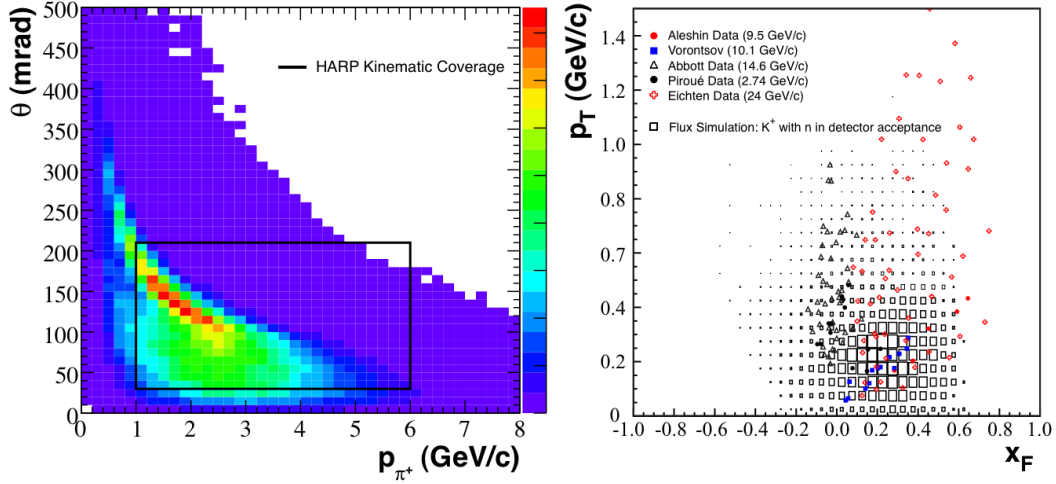 θ (mrad)
500
450
400
350
300
250
200
150
100
50
0
HARP Kinematic Coverage
0 1 2 3 4 5 6 7 8
p_π⁺ (GeV/c)
p_T (GeV/c)
1.4
1.2
1.0
0.8
0.7
0.4
0.2
0
Aleshin Data (9.5 GeV/c)
Vorontsov (10.1 GeV/c)
Abbott Data (14.6 GeV/c)
Piroué Data (2.74 GeV/c)
Eichten Data (24 GeV/c)
Flux Simulation: K⁺ with n in detector acceptance
-1.0 -0.8 -0.6 -0.4 -0.2 0.0 0.2 0.4 0.6 0.8 1.0
x_F